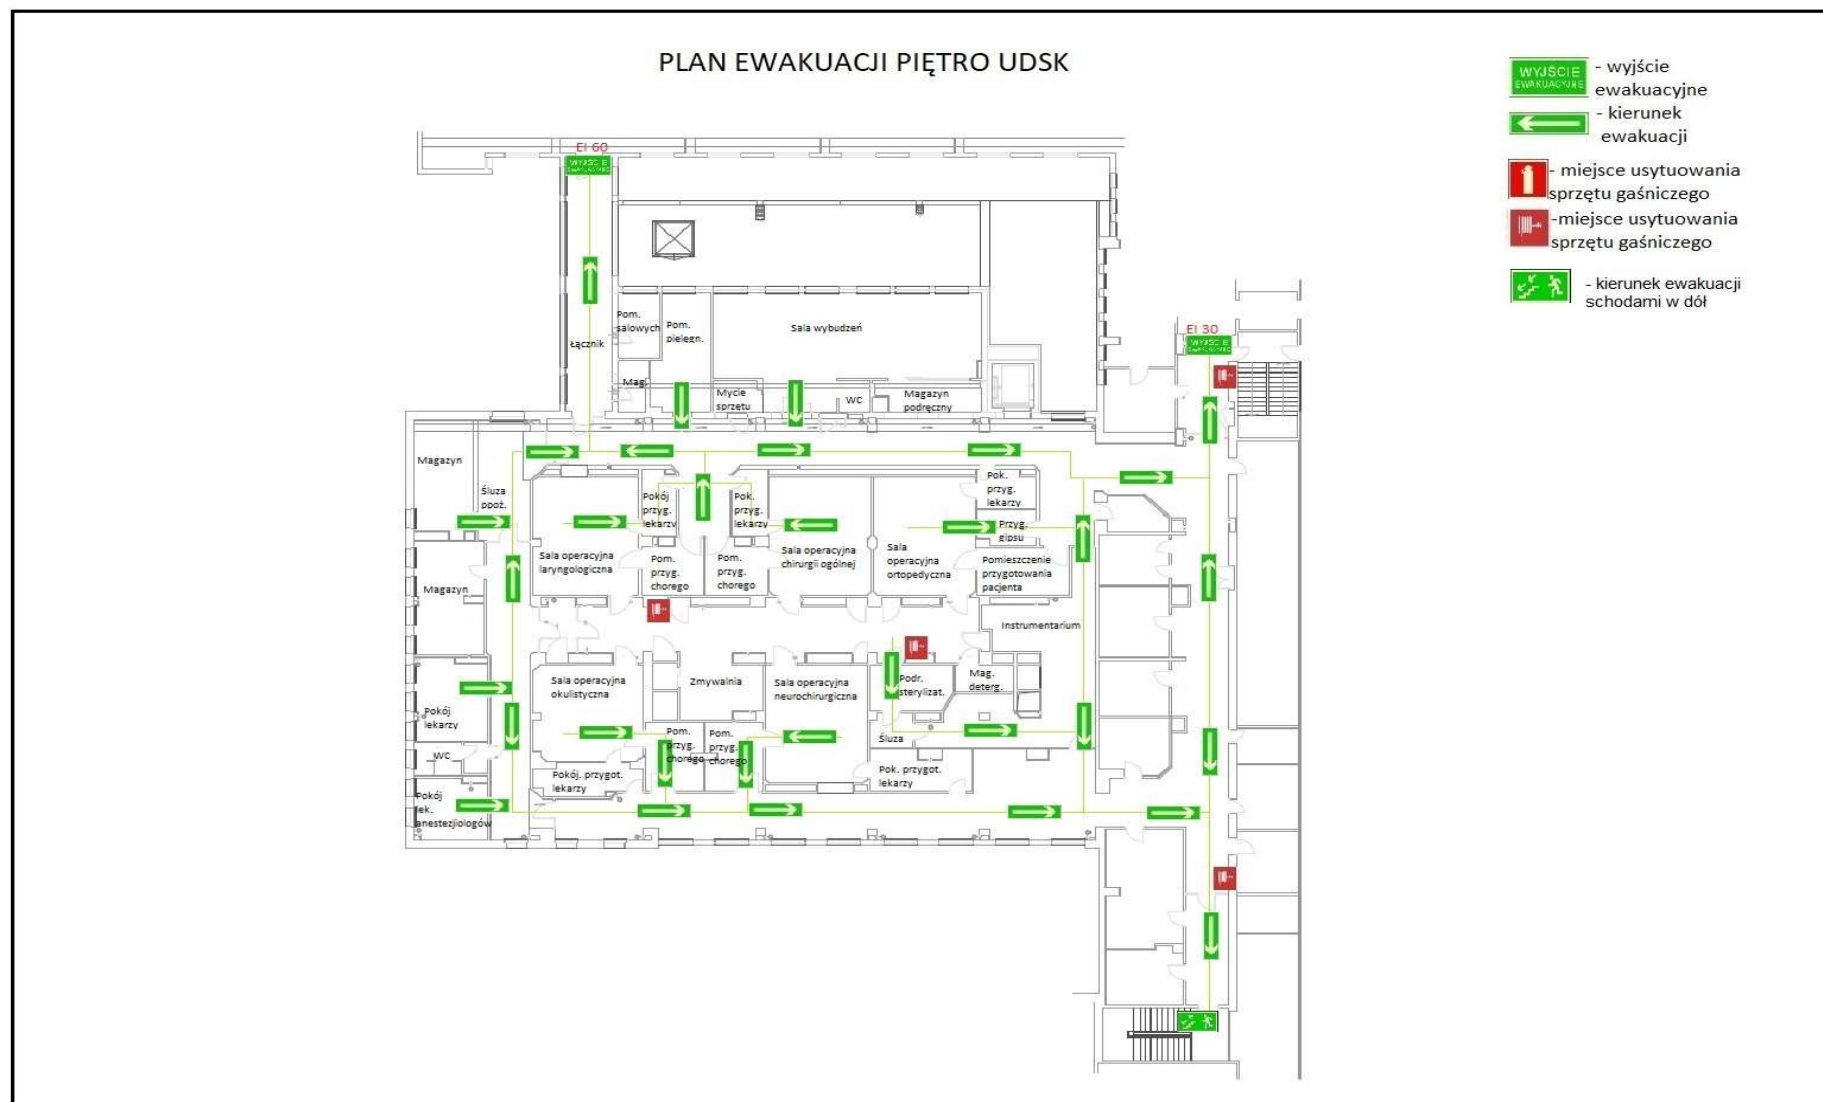 PLAN EWAKUACJI PIĘTRO UDSK
WYJŚCIE
EWAKUACYJNE
- wyjście
ewakuacyjne
- kierunek
ewakuacji
- miejsce usytuowania
sprzętu gaśniczego
-miejsce usytuowania
sprzętu gaśniczego
- kierunek ewakuacji
schodami w dół
EI 60
WYJŚCIE
EI 30
WYJŚCIE
Pom.
salowych
Pom.
pielęgn.
Sala wybudzeń
Łącznik
Mag.
Mycie
sprzętu
WC
Magazyn
podręczny
Magazyn
Śluza
ppoż.
Pokój
przyg.
lekarzy
Pok.
przyg.
lekarzy
Pok.
przyg.
lekarzy
Przyg.
gipsu
Sala operacyjna
laryngologiczna
Pom.
przyg.
chorego
Pom.
przyg.
chorego
Sala operacyjna
chirurgii ogólnej
Sala
operacyjna
ortopedyczna
Pomieszczenie
przygotowania
pacjenta
Magazyn
Instrumentarium
Sala operacyjna
okulistyczna
Zmywalnia
Sala operacyjna
neurochirurgiczna
Podr.
sterylizat.
Mag.
deterg.
Pokój
lekarzy
Pom.
przyg.
chorego
Pom.
przyg.
chorego
Śluza
WC
Pokój. przygot.
lekarzy
Pok. przygot.
lekarzy
Pokój
lek.
anestezjologów